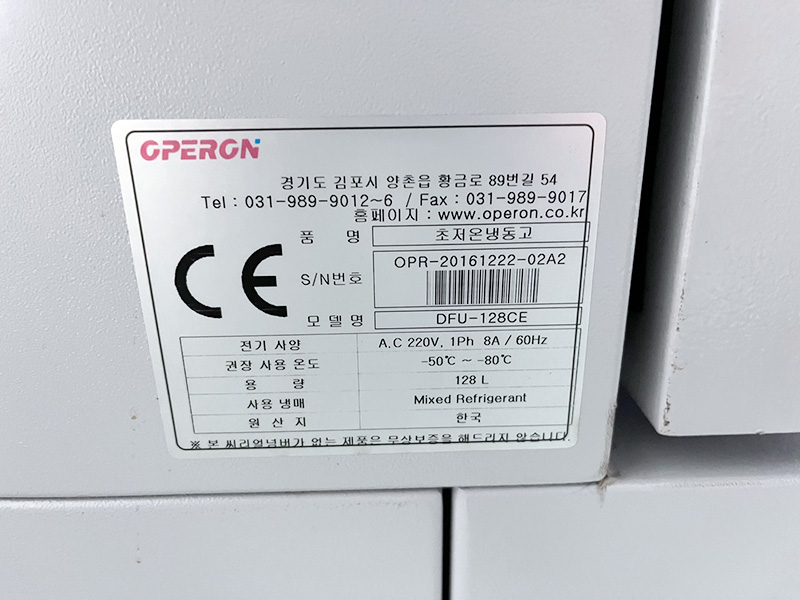 OPERON
경기도 김포시 양촌읍 황금로 89번길 54
Tel : 031-989-9012~6 / Fax : 031-989-9017
홈페이지 : www.operon.co.kr
품 명 초저온냉동고
CE
S/N번호 OPR-20161222-02A2
모델명 DFU-128CE
전기 사양 A.C 220V, 1Ph 8A / 60Hz
권장 사용 온도 -50℃ ~ -80℃
용 량 128 L
사용 냉매 Mixed Refrigerant
원 산 지 한국
※ 본 씨리얼넘버가 없는 제품은 무상보증을 해드리지 않습니다.